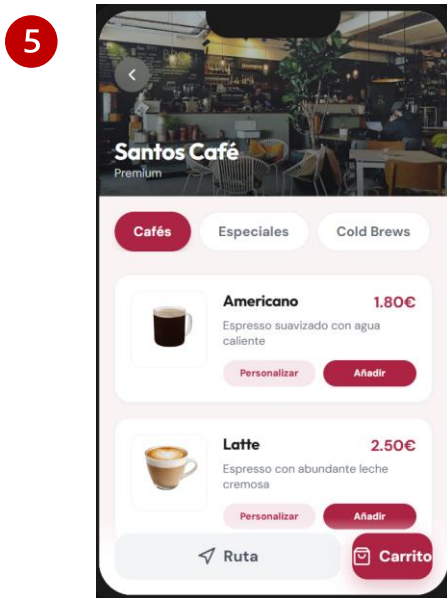 5
Santos Café
Premium
Cafés
Especiales
Cold Brews
Americano
1.80€
Espresso suavizado con agua
caliente
Personalizar
Añadir
Latte
2.50€
Espresso con abundante leche
cremosa
Personalizar
Añadir
Ruta
Carrito